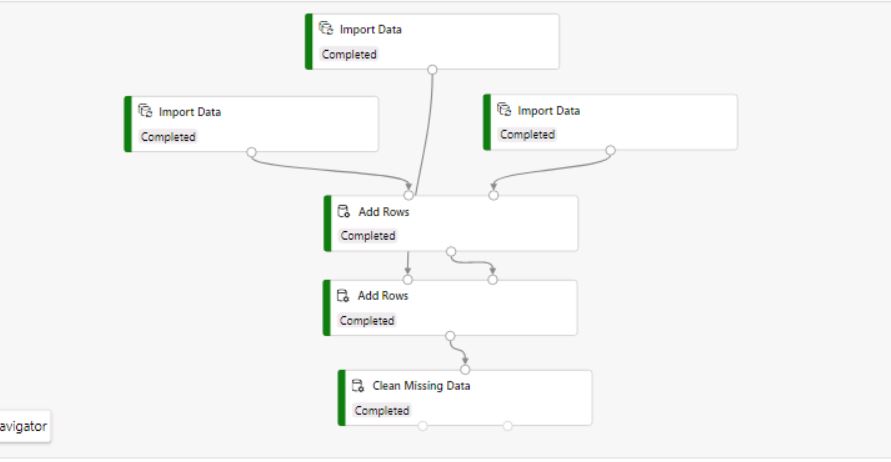 Import Data
Completed
Import Data
Completed
Import Data
Completed
Add Rows
Completed
Add Rows
Completed
Clean Missing Data
Completed
avigator